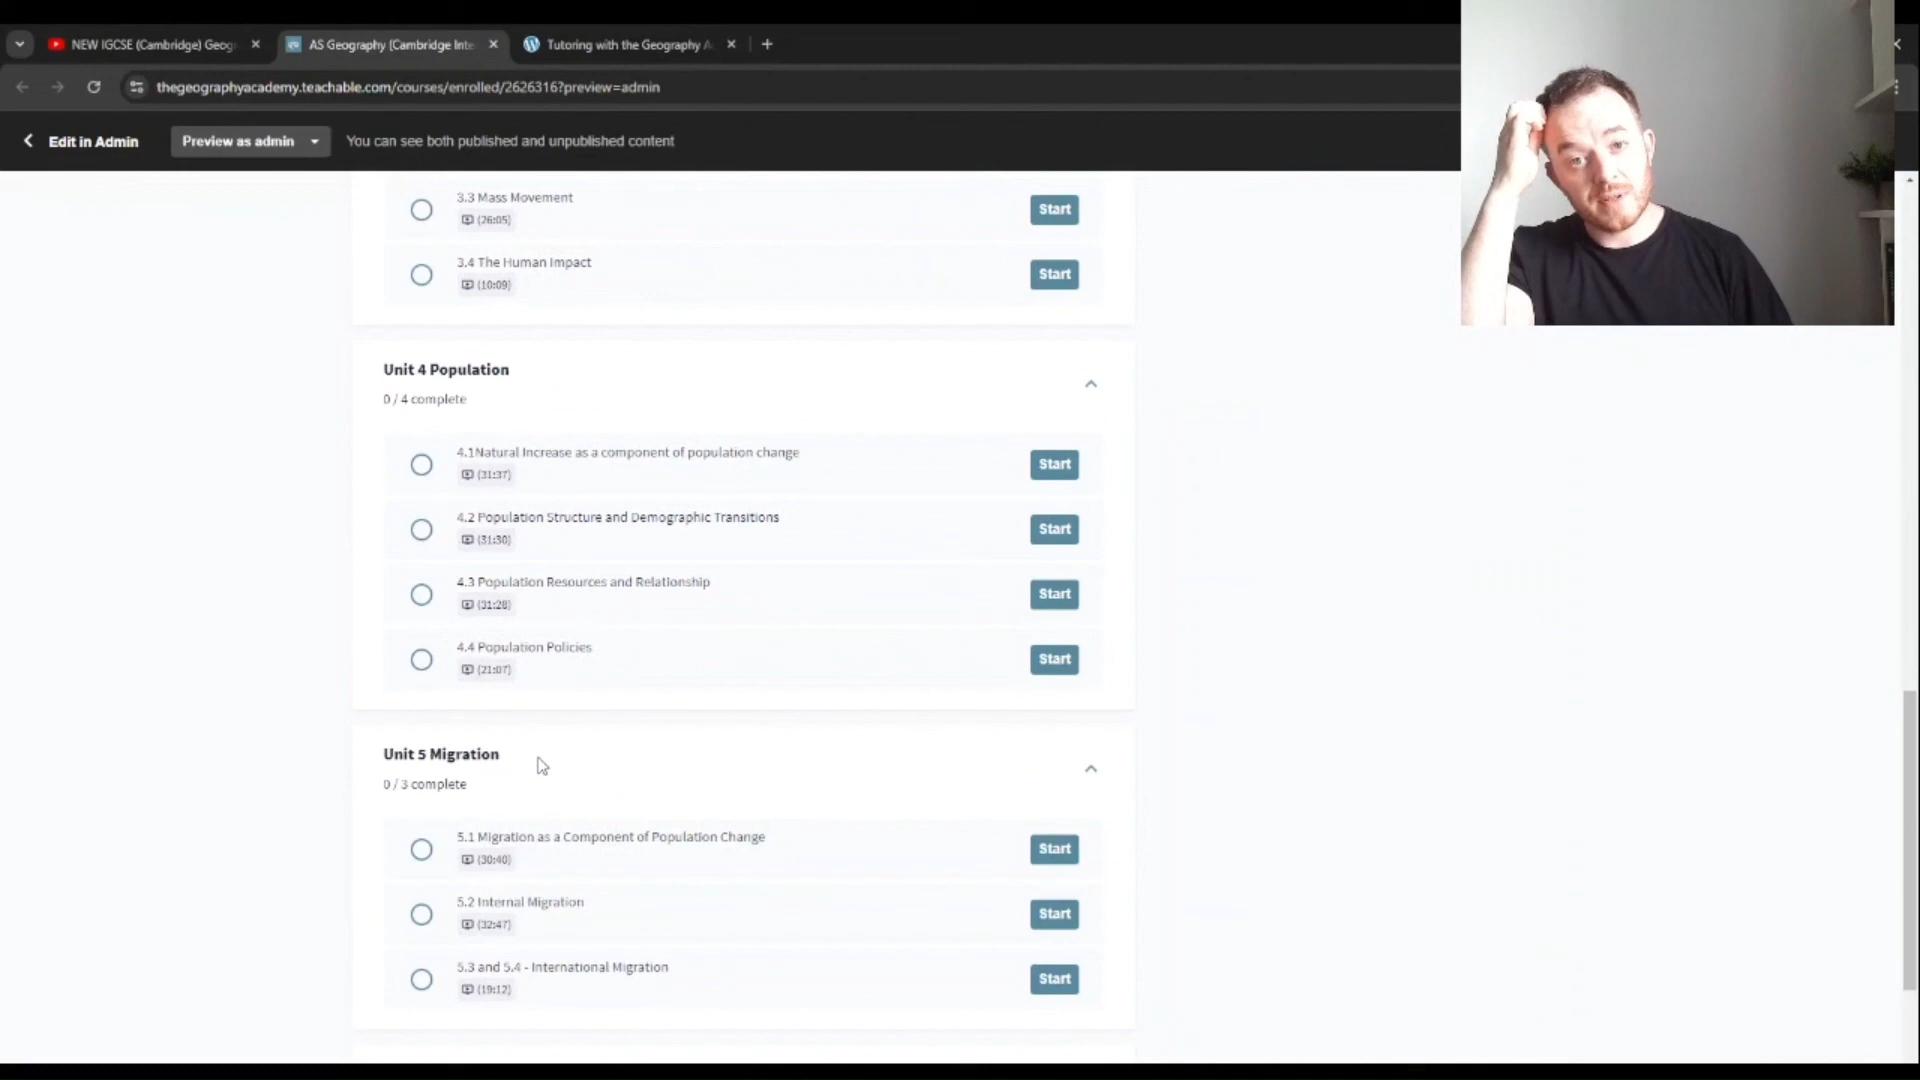 NEW IGCSE (Cambridge) Geog
AS Geography [Cambridge Inte
Tutoring with the Geography A
thegeographyacademy.teachable.com/courses/enrolled/2626316?preview=admin
Edit in Admin
Preview as admin
You can see both published and unpublished content
3.3 Mass Movement
(26:05)
Start
3.4 The Human Impact
(10:09)
Start
Unit 4 Population
0 / 4 complete
4.1Natural Increase as a component of population change
(31:37)
Start
4.2 Population Structure and Demographic Transitions
(31:30)
Start
4.3 Population Resources and Relationship
(31:28)
Start
4.4 Population Policies
(21:07)
Start
Unit 5 Migration
0 / 3 complete
5.1 Migration as a Component of Population Change
(30:40)
Start
5.2 Internal Migration
(32:47)
Start
5.3 and 5.4 - International Migration
(19:12)
Start